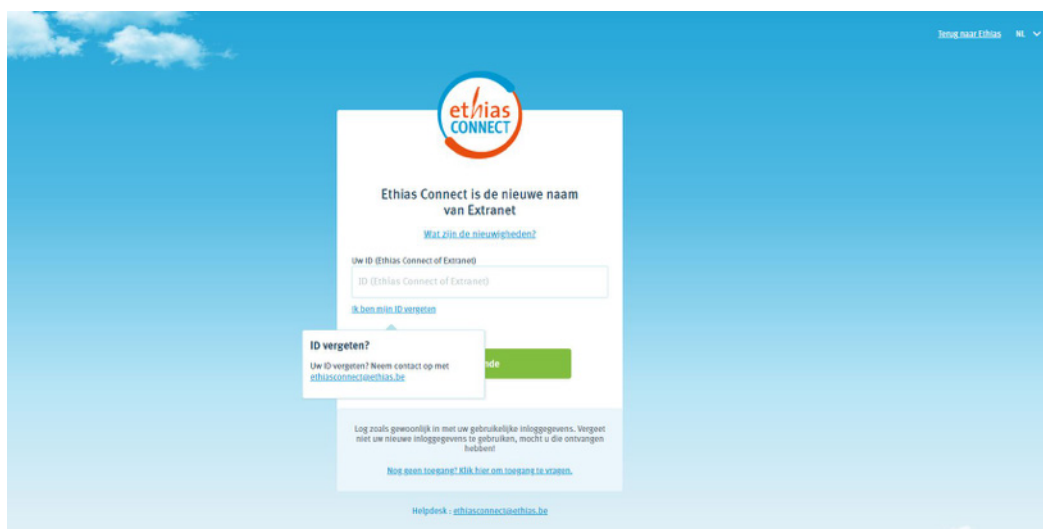 Terug naar Ethias NL
ethias
CONNECT
Ethias Connect is de nieuwe naam
van Extranet
Wat zijn de nieuwigheden?
Uw ID (Ethias Connect of Extranet)
ID (Ethias Connect of Extranet)
Ik ben mijn ID vergeten
ID vergeten?
Uw ID vergeten? Neem contact op met
ethiasconnect@ethias.be
nde
Log zoals gewoonlijk in met uw gebruikelijke inloggegevens. Vergeet
niet uw nieuwe inloggegevens te gebruiken, mocht u die ontvangen
hebben!
Nog geen toegang? Klik hier om toegang te vragen.
Helpdesk : ethiasconnect@ethias.be